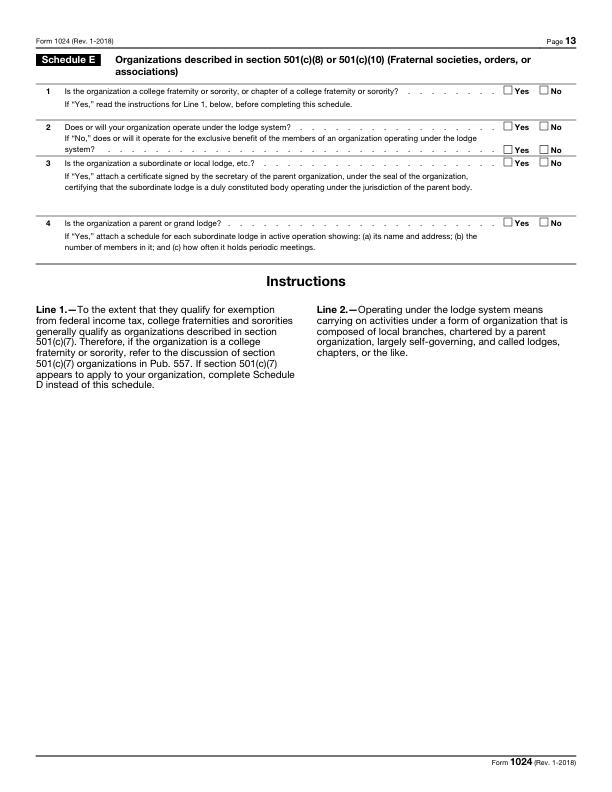 Form 1024 (Rev. 1-2018) Page 13
Schedule E Organizations described in section 501(c)(8) or 501(c)(10) (Fraternal societies, orders, or
associations)
1 Is the organization a college fraternity or sorority, or chapter of a college fraternity or sorority? . . . . . . . . Yes No
If “Yes,” read the instructions for Line 1, below, before completing this schedule.
2 Does or will your organization operate under the lodge system? . . . . . . . . . . . . . . . . . Yes No
If “No,” does or will it operate for the exclusive benefit of the members of an organization operating under the lodge
system? . . . . . . . . . . . . . . . . . . . . . . . . . . . . . . . . . Yes No
3 Is the organization a subordinate or local lodge, etc.? . . . . . . . . . . . . . . . . . . . . Yes No
If “Yes,” attach a certificate signed by the secretary of the parent organization, under the seal of the organization,
certifying that the subordinate lodge is a duly constituted body operating under the jurisdiction of the parent body.
4 Is the organization a parent or grand lodge? . . . . . . . . . . . . . . . . . . . . . . . Yes No
If “Yes,” attach a schedule for each subordinate lodge in active operation showing: (a) its name and address; (b) the
number of members in it; and (c) how often it holds periodic meetings.
Instructions
Line 1.—To the extent that they qualify for exemption
from federal income tax, college fraternities and sororities
generally qualify as organizations described in section
501(c)(7). Therefore, if the organization is a college
fraternity or sorority, refer to the discussion of section
501(c)(7) organizations in Pub. 557. If section 501(c)(7)
appears to apply to your organization, complete Schedule
D instead of this schedule.
Line 2.—Operating under the lodge system means
carrying on activities under a form of organization that is
composed of local branches, chartered by a parent
organization, largely self-governing, and called lodges,
chapters, or the like.
Form 1024 (Rev. 1-2018)